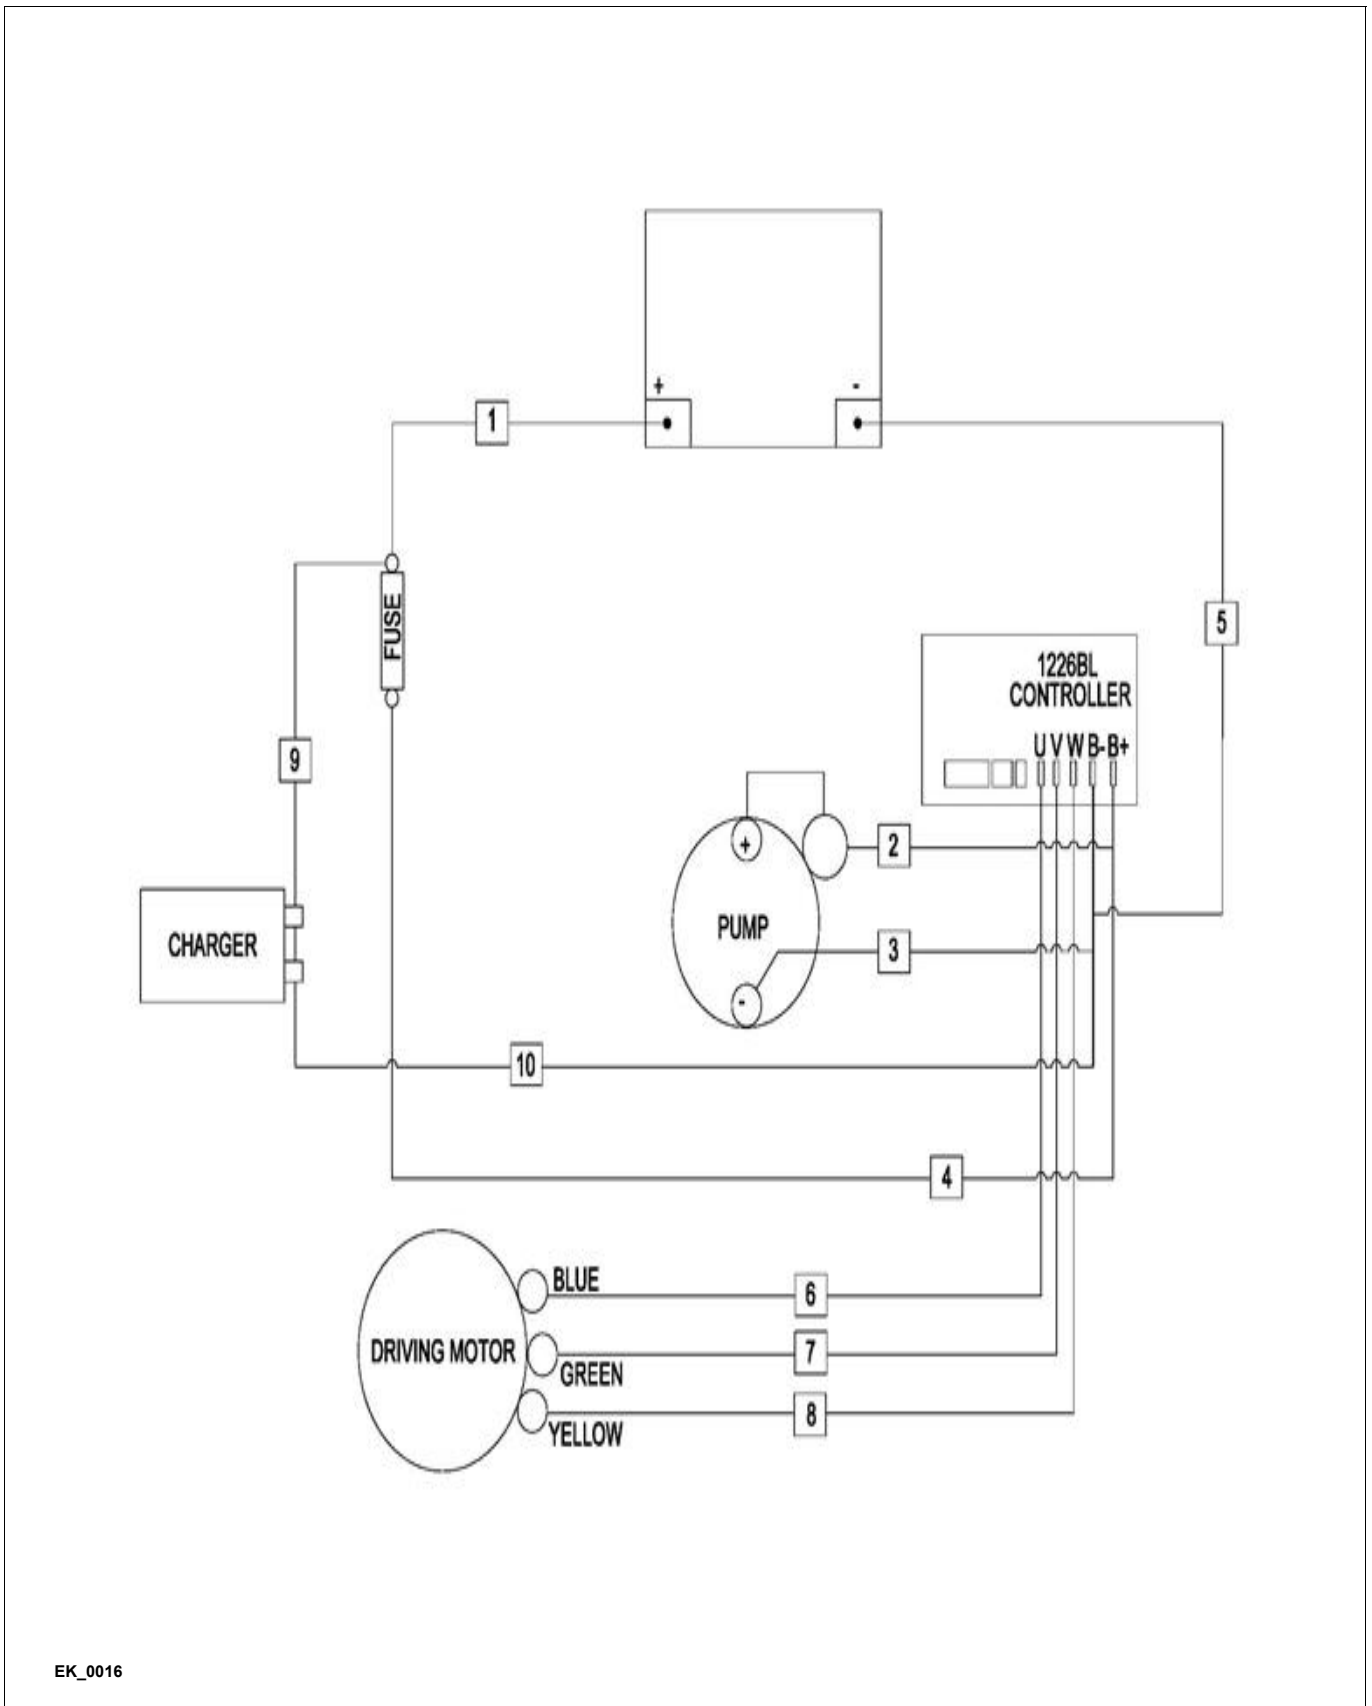 + -
1
FUSE
5
1226BL
CONTROLLER
U V W B- B+
9
+
2
CHARGER
PUMP
3
-
10
4
BLUE
6
DRIVING MOTOR
7
GREEN
8
YELLOW
EK_0016